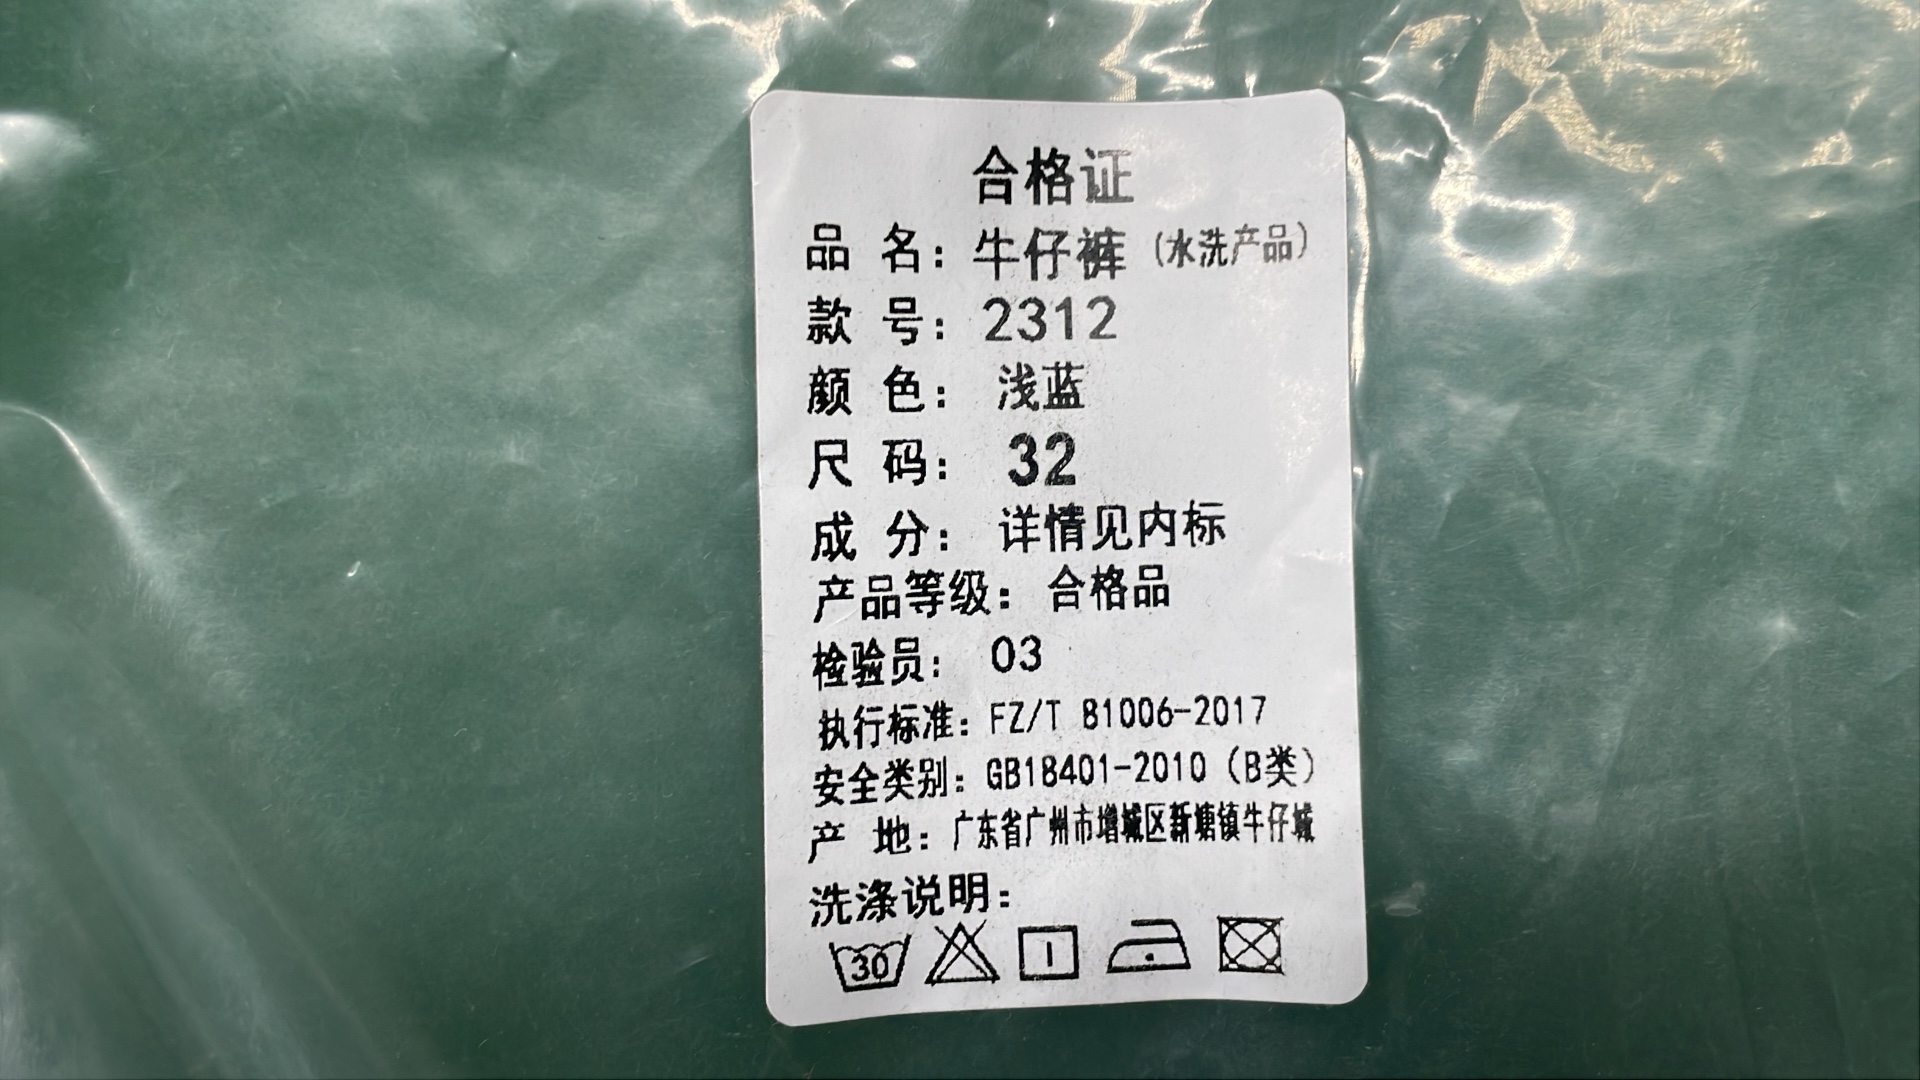 合格证
品 名：牛仔裤（水洗产品）
款 号：2312
颜 色：浅蓝
尺 码：32
成 分：详情见内标
产品等级：合格品
检验员：03
执行标准：FZ/T 81006-2017
安全类别：GB18401-2010（B类）
产 地：广东省广州市增城区新塘镇牛仔城
洗涤说明：
30